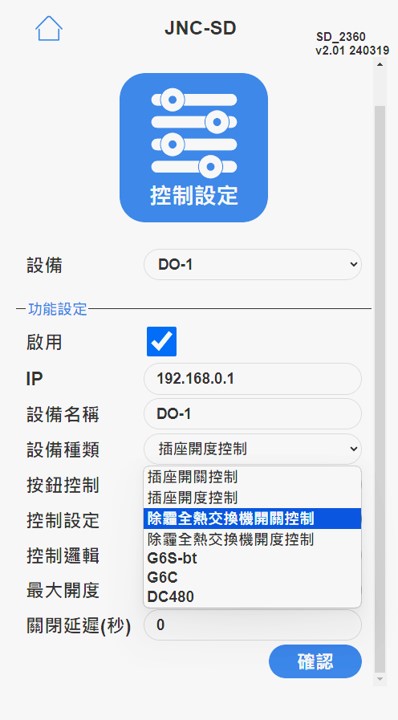 JNC-SD
SD_2360
v2.01 240319
控制設定
設備 DO-1
功能設定
啟用
IP 192.168.0.1
設備名稱 DO-1
設備種類 插座開度控制
按鈕控制 插座開關控制
插座開度控制
控制設定 除霾全熱交換機開關控制
除霾全熱交換機開度控制
控制邏輯 G6S-bt
G6C
最大開度 DC480
關閉延遲(秒) 0
確認